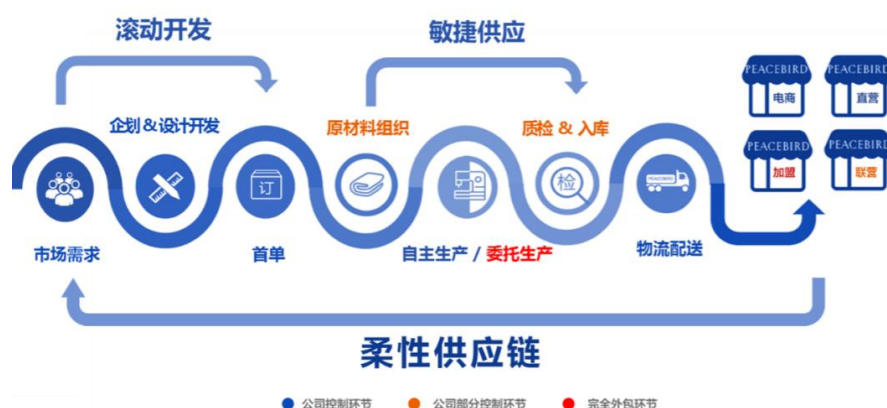 滚动开发
敏捷供应
企划&设计开发
原材料组织
质检 & 入库
订
检
PEACEBIRD
市场需求
首单
自主生产 / 委托生产
物流配送
PEACEBIRD
电商
PEACEBIRD
直营
PEACEBIRD
加盟
PEACEBIRD
联营
柔性供应链
公司控制环节
公司部分控制环节
完全外包环节